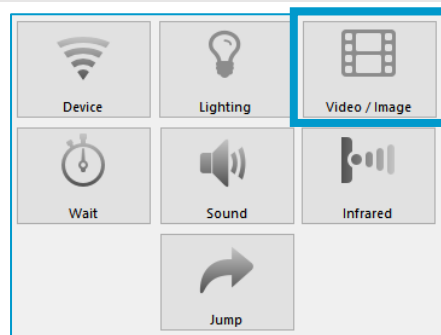 Device
Lighting
Video / Image
Wait
Sound
Infrared
Jump